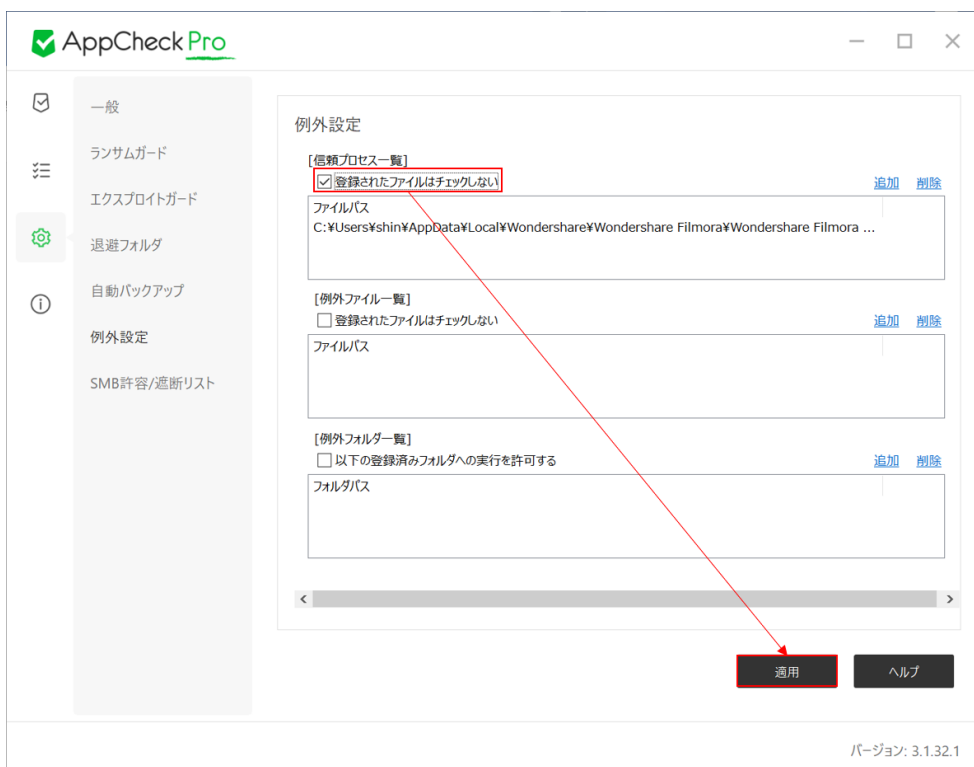 AppCheck Pro
一般
ランサムガード
エクスプロイトガード
退避フォルダ
自動バックアップ
例外設定
SMB許容/遮断リスト
例外設定
[信頼プロセス一覧]
登録されたファイルはチェックしない 追加 削除
ファイルパス
C:¥Users¥shin¥AppData¥Local¥Wondershare¥Wondershare Filmora¥Wondershare Filmora ...
[例外ファイル一覧]
登録されたファイルはチェックしない 追加 削除
ファイルパス
[例外フォルダ一覧]
以下の登録済みフォルダへの実行を許可する 追加 削除
フォルダパス
適用 ヘルプ
バージョン: 3.1.32.1